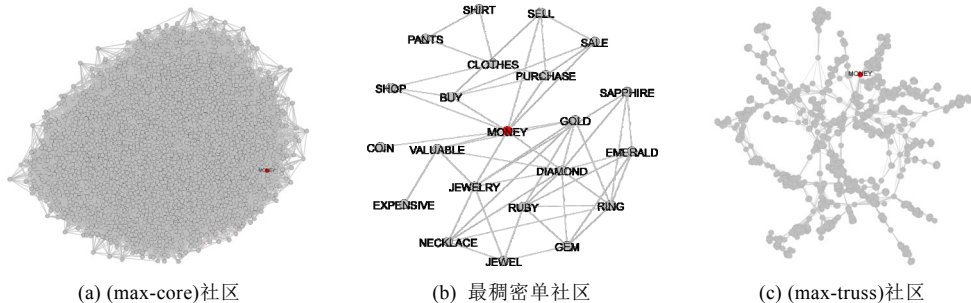 MONEY
SHIRT
SELL
PANTS
SALE
CLOTHES
PURCHASE
SHOP
BUY
SAPPHIRE
GOLD
MONEY
COIN
VALUABLE
EMERALD
DIAMOND
JEWELRY
EXPENSIVE
RUBY
RING
NECKLACE
GEM
JEWEL
MONEY
(a) (max-core)社区
(b) 最稠密单社区
(c) (max-truss)社区